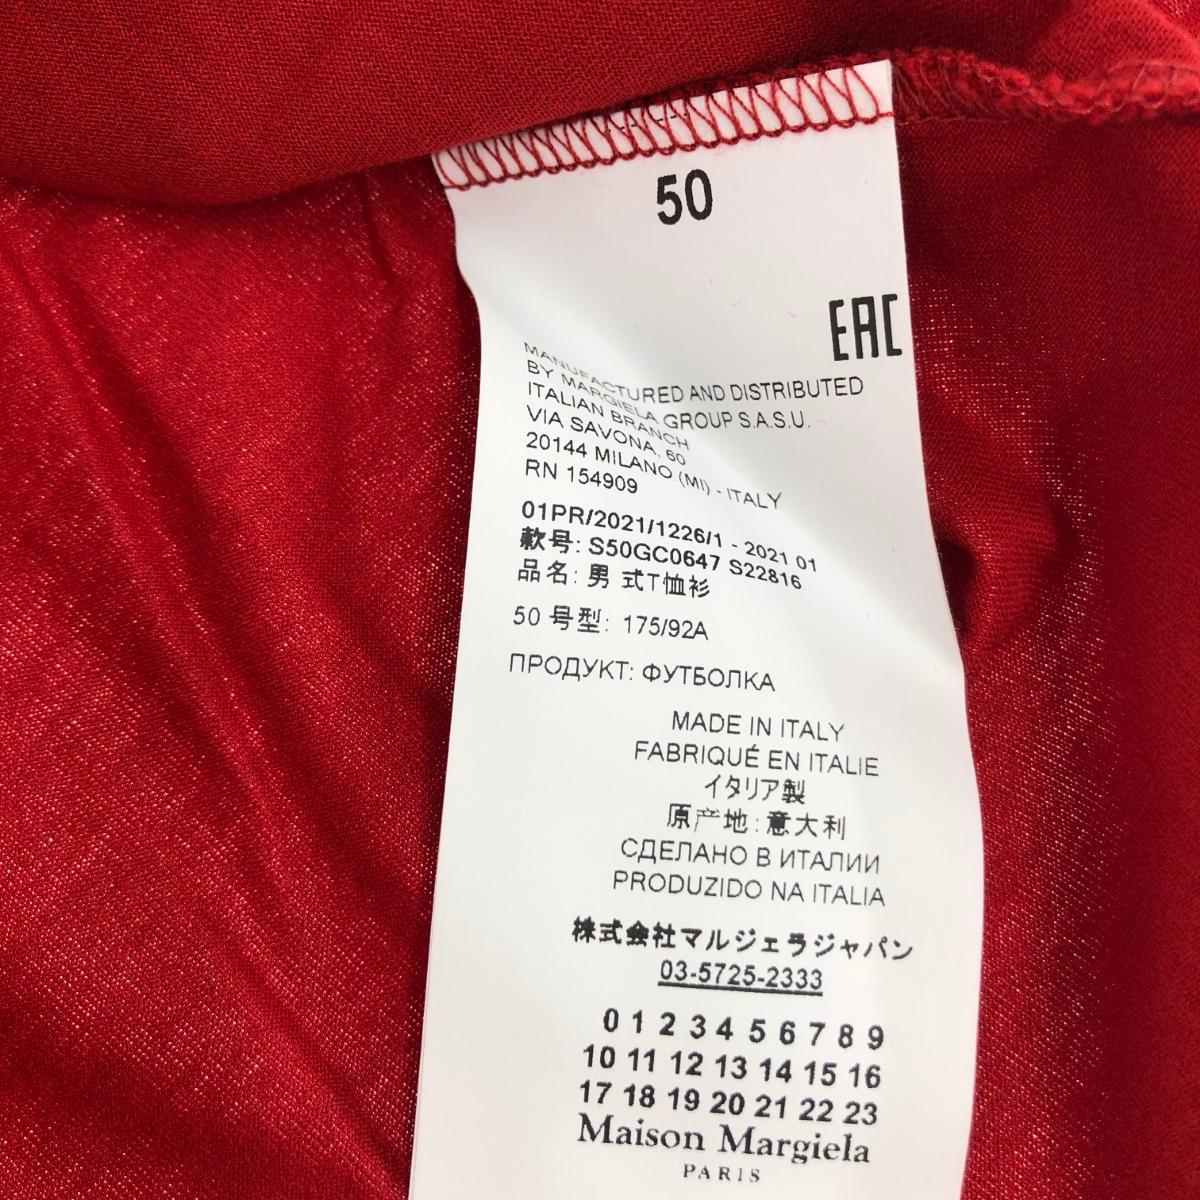 50
EAC
MANUFACTURED AND DISTRIBUTED
BY MARGIELA GROUP S.A.S.U.
ITALIAN BRANCH
VIA SAVONA, 60
20144 MILANO (MI) - ITALY
RN 154909
01PR/2021/1226/1 - 2021 01
款号: S50GC0647 S22816
品名: 男 式T恤衫
50 号型: 175/92A
ПРОДУКТ: ФУТБОЛКА
MADE IN ITALY
FABRIQUÉ EN ITALIE
イタリア製
原产地: 意大利
СДЕЛАНО В ИТАЛИИ
PRODUZIDO NA ITALIA
株式会社マルジェラジャパン
03-5725-2333
0 1 2 3 4 5 6 7 8 9
10 11 12 13 14 15 16
17 18 19 20 21 22 23
Maison Margiela
PARIS